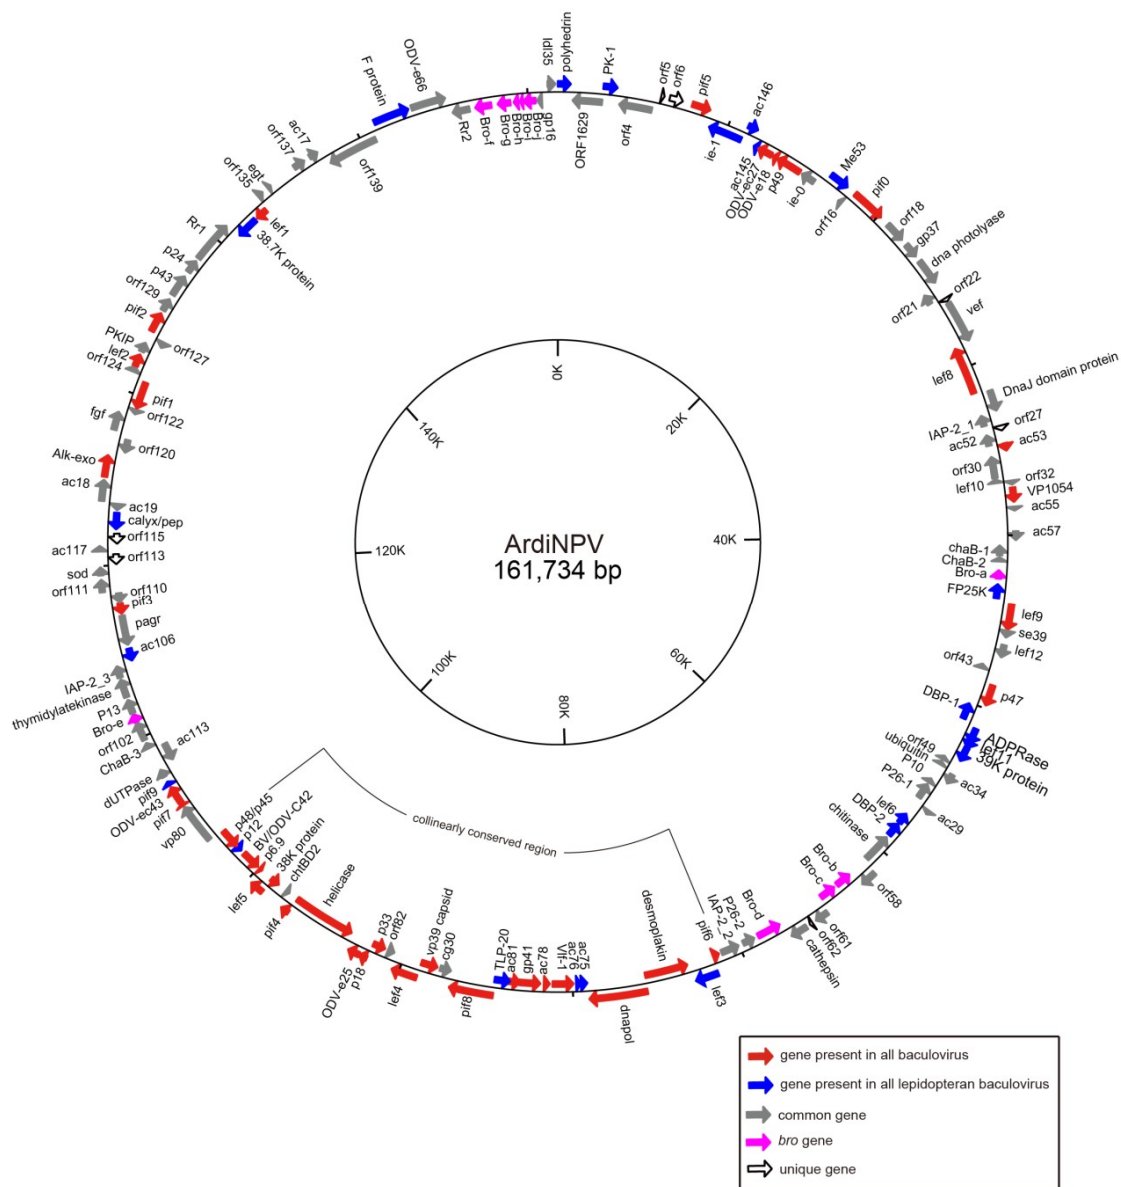 ldl35
polyhedrin
PK-1
orf5
orf6
pif5
ac146
Me53
pif0
orf18
gp37
dna photolyase
orf22
vef
DnaJ domain protein
orf27
ac53
orf32
VP1054
ac55
ac57
lef9
se39
lef12
p47
ADPRase
lef11
39K protein
ac34
ac29
orf58
orf61
orf62
cathepsin
lef3
dnapol
pif8
lef4
p18
ODV-e25
pif4
lef5
vp80
pif7
ODV-ec43
pif9
dUTPase
ChaB-3
orf102
Bro-e
P13
thymidylatekinase
IAP-2_3
orf111
sod
ac117
ac18
Alk-exo
fgf
orf124
lef2
PKIP
pif2
orf129
p43
p24
Rr1
orf135
egt
orf137
ac17
F protein
ODV-e66
Rr2
Bro-f
Bro-g
Bro-h
Bro-i
Bro-j
gp16
ORF1629
orf4
ie-1
ac145
ODV-ec27
ODV-e18
p49
ie-0
orf16
orf21
lef8
IAP-2_1
ac52
orf30
lef10
chaB-1
ChaB-2
Bro-a
FP25K
orf43
DBP-1
orf49
ubiquitin
P10
P26-1
lef6
DBP-2
chitinase
Bro-b
Bro-c
Bro-d
P26-2
IAP-2_2
pif6
desmoplakin
ac75
ac76
Vlf-1
ac78
gp41
ac81
TLP-20
cg30
vp39 capsid
orf82
p33
helicase
chtBD2
38K protein
p6.9
BV/ODV-C42
p12
p48/p45
ac113
ac106
pagr
pif3
orf110
orf113
orf115
calyx/pep
ac19
orf120
orf122
pif1
orf127
38.7K protein
lef1
orf139
0K
20K
40K
60K
80K
100K
120K
140K
ArdiNPV
161,734 bp
collinearly conserved region
gene present in all baculovirus
gene present in all lepidopteran baculovirus
common gene
bro gene
unique gene